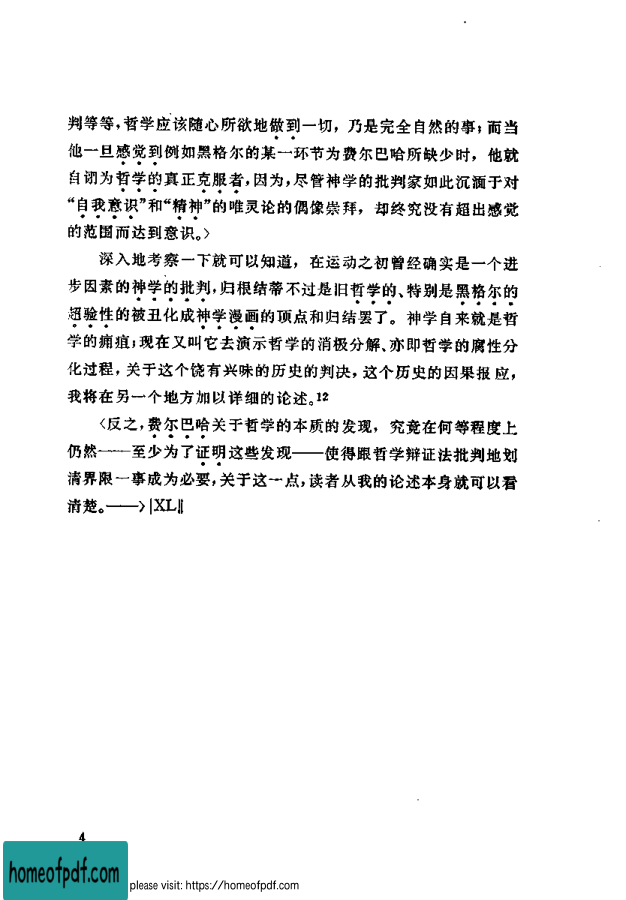 判等等，哲学应该随心所欲地做到一切，乃是完全自然的事；而当
他一旦感觉到例如黑格尔的某一环节为费尔巴哈所缺少时，他就
自诩为哲学的真正克服者，因为，尽管神学的批判家如此沉湎于对
“自我意识”和“精神”的唯灵论的偶像崇拜，却终究没有超出感觉
的范围而达到意识。〉
深入地考察一下就可以知道，在运动之初曾经确实是一个进
步因素的神学的批判，归根结蒂不过是旧哲学的、特别是黑格尔的
超验性的被丑化成神学漫画的顶点和归结罢了。神学自来就是哲
学的痈疽；现在又叫它去演示哲学的消极分解、亦即哲学的腐性分
化过程，关于这个饶有兴味的历史的判决，这个历史的因果报应，
我将在另一个地方加以详细的论述。12
〈反之，费尔巴哈关于哲学的本质的发现，究竟在何等程度上
仍然——至少为了证明这些发现——使得跟哲学辩证法批判地划
清界限一事成为必要，关于这一点，读者从我的论述本身就可以看
清楚。——〉|XL||
4
homeofpdf.com
please visit: https://homeofpdf.com